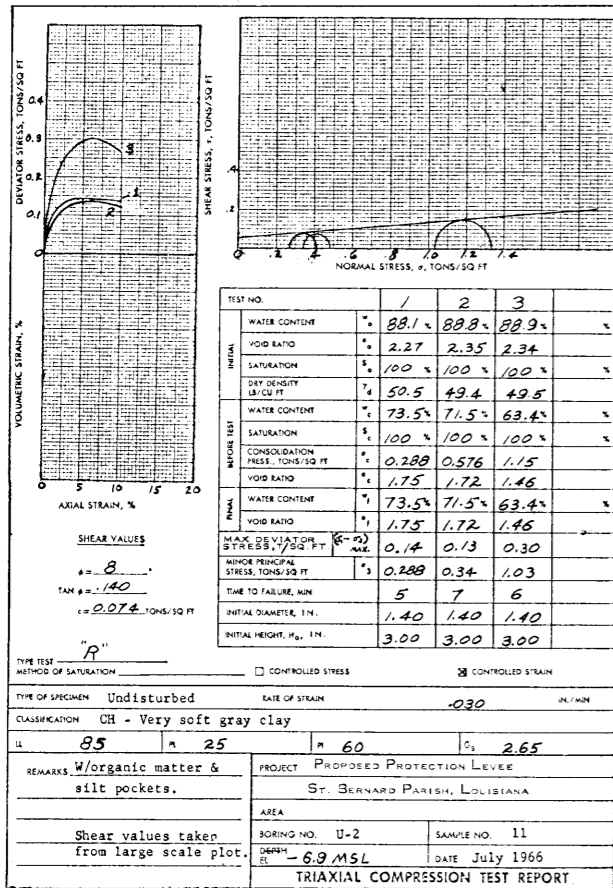 DEVIATOR STRESS, TONS/SQ FT
0.4
0.3
0.1
0
3
1
2
SHEAR STRESS, τ, TONS/SQ FT
.4
.2
0 .2 .4 .6 .8 1.2 1.4
NORMAL STRESS, σ, TONS/SQ FT
VOLUMETRIC STRAIN, %
0 5 10 15 20
AXIAL STRAIN, %
SHEAR VALUES
φ = 8 °
TAN φ = .140
c = 0.074 TONS/SQ FT
TEST NO. 1 2 3
INITIAL
WATER CONTENT wo 88.1 % 88.8 % 88.9 % %
VOID RATIO eo 2.27 2.35 2.34
SATURATION So 100 % 100 % 100 % %
DRY DENSITY LB/CU FT γd 50.5 49.4 49.5
BEFORE TEST
WATER CONTENT wc 73.5% 71.5% 63.4% %
SATURATION Sc 100 % 100 % 100 % %
CONSOLIDATION PRESS., TONS/SQ FT σc 0.288 0.576 1.15
VOID RATIO ec 1.75 1.72 1.46
FINAL
WATER CONTENT wf 73.5% 71.5% 63.4% %
VOID RATIO ef 1.75 1.72 1.46
MAX DEVIATOR STRESS, T/SQ. FT (σ1-σ3) MAX. 0.14 0.13 0.30
MINOR PRINCIPAL STRESS, TONS/SQ FT σ3 0.288 0.34 1.03
TIME TO FAILURE, MIN 5 7 6
INITIAL DIAMETER, IN. 1.40 1.40 1.40
INITIAL HEIGHT, Ho, IN. 3.00 3.00 3.00
TYPE TEST "R"
METHOD OF SATURATION CONTROLLED STRESS CONTROLLED STRAIN
TYPE OF SPECIMEN Undisturbed RATE OF STRAIN .030 IN./MIN
CLASSIFICATION CH - Very soft gray clay
LL 85 Pl 25 PI 60 Gs 2.65
REMARKS W/organic matter &
silt pockets.
Shear values taken
from large scale plot.
PROJECT PROPOSED PROTECTION LEVEE
ST. BERNARD PARISH, LOUISIANA
AREA
BORING NO. U-2 SAMPLE NO. 11
DEPTH EL -6.9 MSL DATE July 1966
TRIAXIAL COMPRESSION TEST REPORT